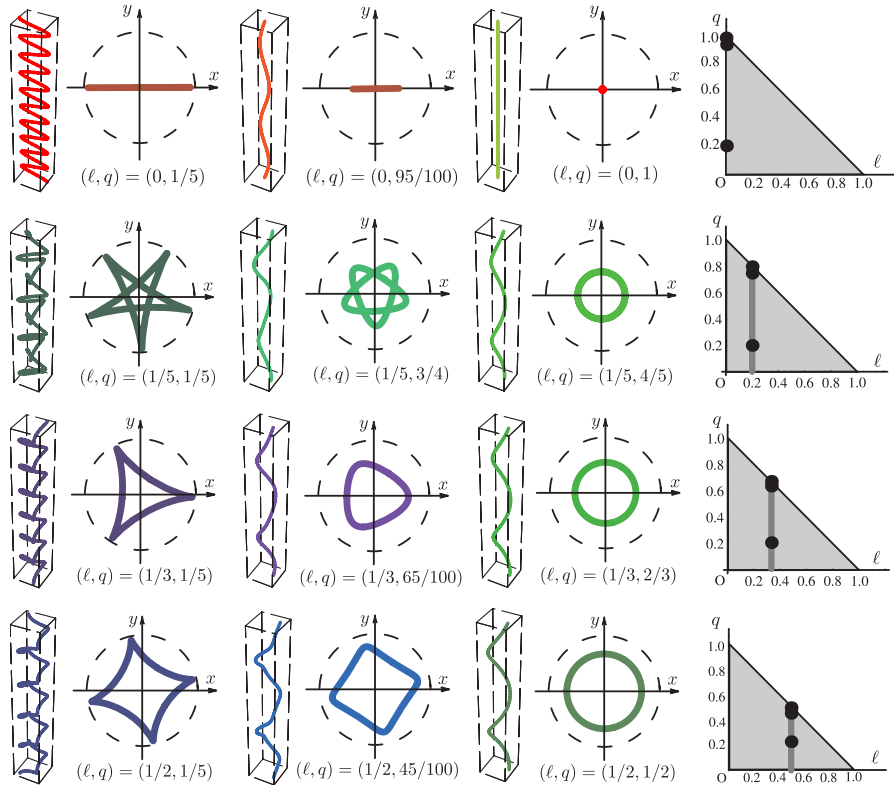 y
x
(ℓ, q) = (0, 1/5)
y
x
(ℓ, q) = (0, 95/100)
y
x
(ℓ, q) = (0, 1)
q
1.0
0.8
0.6
0.4
0.2
ℓ
O 0.2 0.4 0.6 0.8 1.0
y
x
(ℓ, q) = (1/5, 1/5)
y
x
(ℓ, q) = (1/5, 3/4)
y
x
(ℓ, q) = (1/5, 4/5)
q
1.0
0.8
0.6
0.4
0.2
ℓ
O 0.2 0.4 0.6 0.8 1.0
y
x
(ℓ, q) = (1/3, 1/5)
y
x
(ℓ, q) = (1/3, 65/100)
y
x
(ℓ, q) = (1/3, 2/3)
q
1.0
0.8
0.6
0.4
0.2
ℓ
O 0.2 0.4 0.6 0.8 1.0
y
x
(ℓ, q) = (1/2, 1/5)
y
x
(ℓ, q) = (1/2, 45/100)
y
x
(ℓ, q) = (1/2, 1/2)
q
1.0
0.8
0.6
0.4
0.2
ℓ
O 0.2 0.4 0.6 0.8 1.0